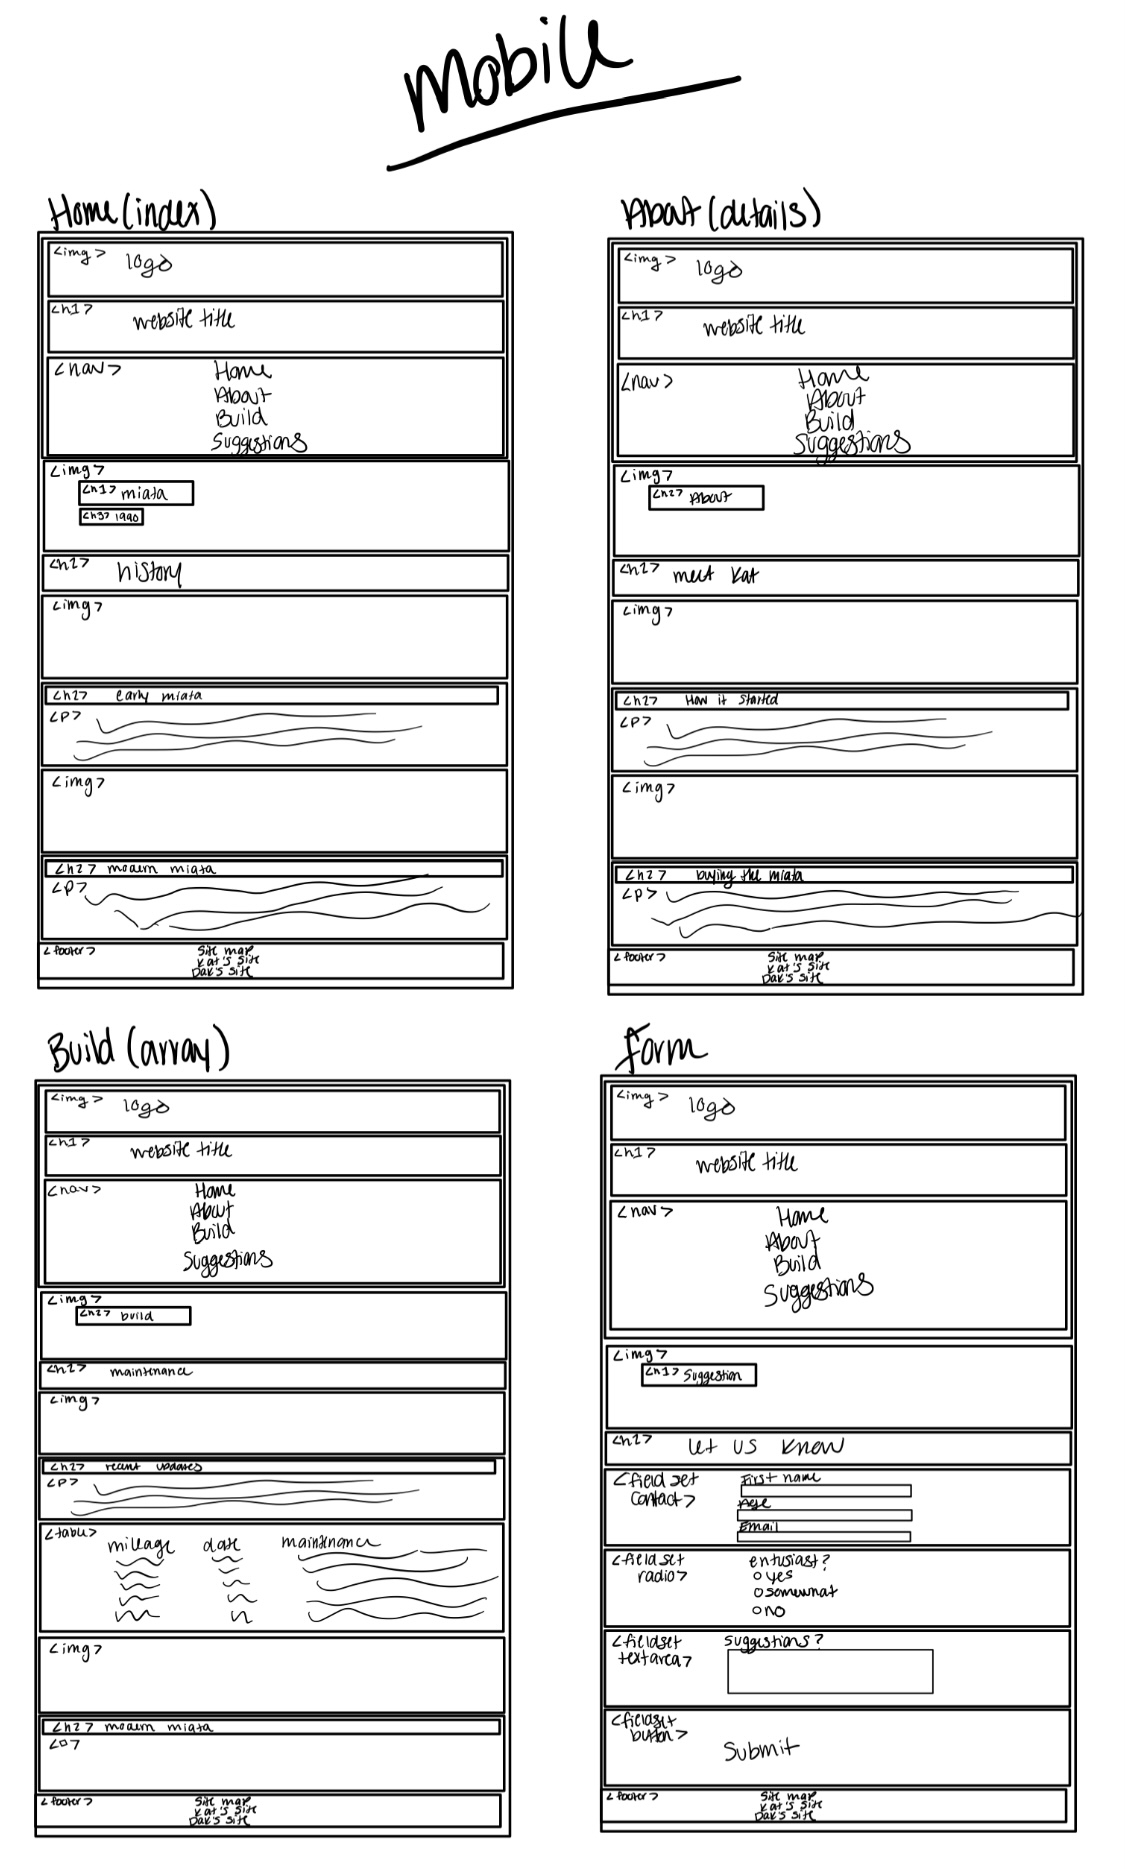 Mobile
Home (index)
<img> logo
<h1> website title
<nav> Home
About
Build
Suggestions
<img>
<h1> miata
<h3> 1990
<h2> history
<img>
<h2> early miata
<p>
<img>
<h2> modern miata
<p>
<footer> Site map
Kat's Site
Dak's Site
About (details)
<img> logo
<h1> website title
<nav> Home
About
Build
Suggestions
<img>
<h2> About
<h2> meet Kat
<img>
<h2> How it started
<p>
<img>
<h2> buying the miata
<p>
<footer> Site map
Kat's Site
Dak's Site
Build (array)
<img> logo
<h1> website title
<nav> Home
About
Build
Suggestions
<img>
<h2> build
<h2> maintenance
<img>
<h2> recent updates
<p>
<table> mileage date maintenance
<img>
<h2> modern miata
<footer> Site map
Kat's Site
Dak's Site
form
<img> logo
<h1> website title
<nav> Home
About
Build
Suggestions
<img>
<h1> Suggestion
<h2> let us know
<field set First name
contact> Age
Email
<fieldset entusiast?
radio> yes
somewhat
no
<fieldset Suggestions?
textarea>
<fieldset
button> Submit
<footer> Site map
Kat's Site
Dak's Site